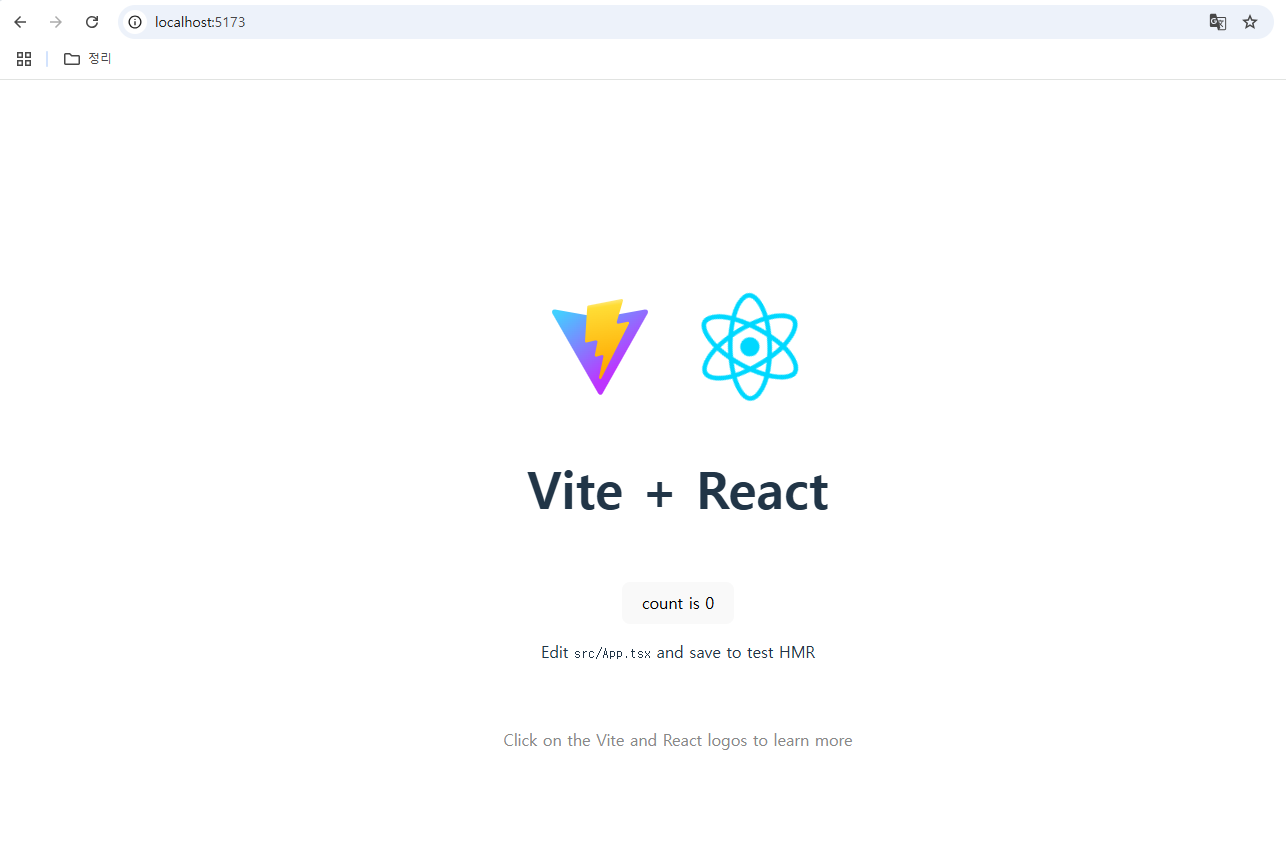 localhost:5173
정리
Vite + React
count is 0
Edit src/App.tsx and save to test HMR
Click on the Vite and React logos to learn more